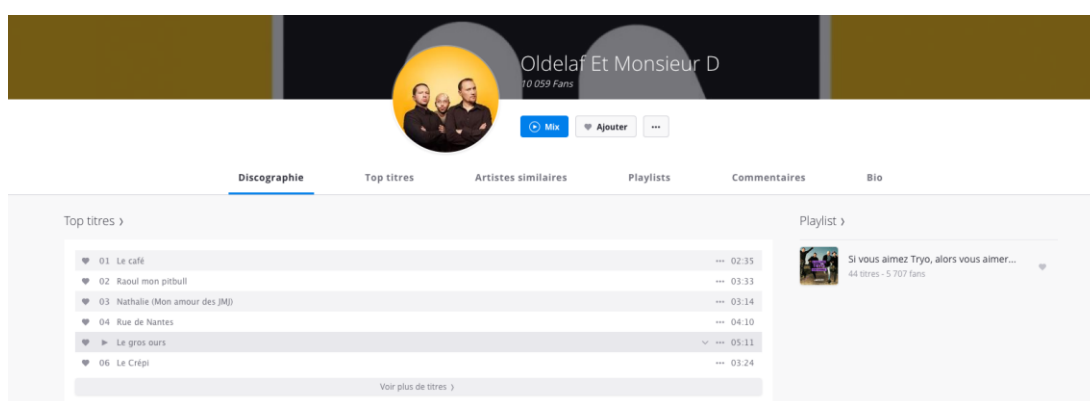 Oldelaf Et Monsieur D
10 059 Fans
Mix
Ajouter
Discographie Top titres Artistes similaires Playlists Commentaires Bio
Top titres
01 Le café 02:35
02 Raoul mon pitbull 03:33
03 Nathalie (Mon amour des JMJ) 03:14
04 Rue de Nantes 04:10
Le gros ours 05:11
06 Le Crépi 03:24
Voir plus de titres
Playlist
Si vous aimez Tryo, alors vous aimer...
44 titres - 5 707 fans